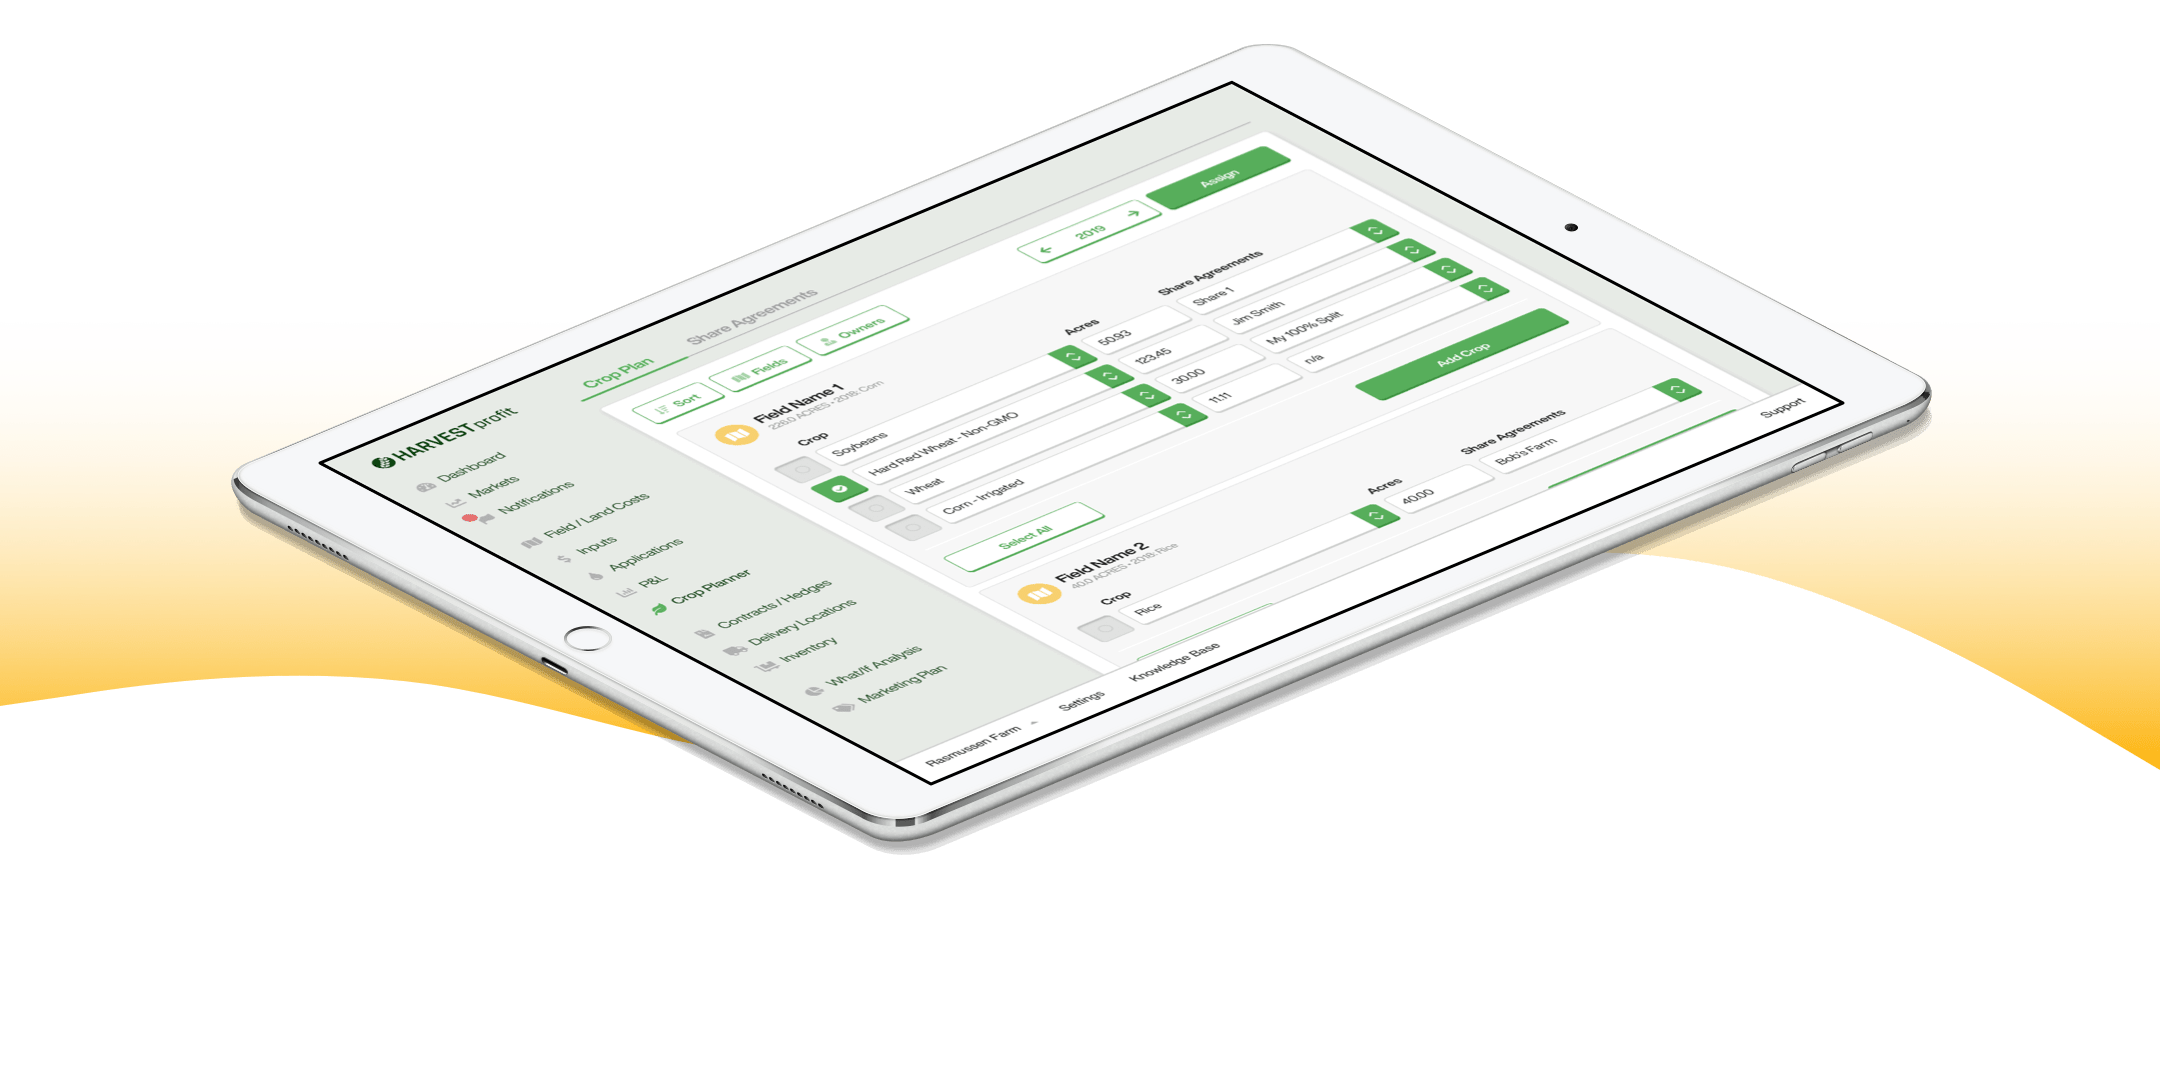 HARVEST profit
Dashboard
Markets
Notifications
Field / Land Costs
Inputs
Applications
P&L
Crop Planner
Contracts / Hedges
Delivery Locations
Inventory
What/If Analysis
Marketing Plan
Crop Plan
Share Agreements
Sort
Fields
Owners
2019
Assign
Field Name 1
226.0 ACRES • 2018: Corn
Crop
Acres
Share Agreements
Soybeans
50.93
Share 1
Hard Red Wheat - Non-GMO
123.45
Jim Smith
Wheat
30.00
My 100% Split
Corn - Irrigated
11.11
n/a
Select All
Add Crop
Field Name 2
40.0 ACRES • 2018: Rice
Crop
Acres
Share Agreements
Rice
40.00
Bob's Farm
Rasmussen Farm
Settings
Knowledge Base
Support